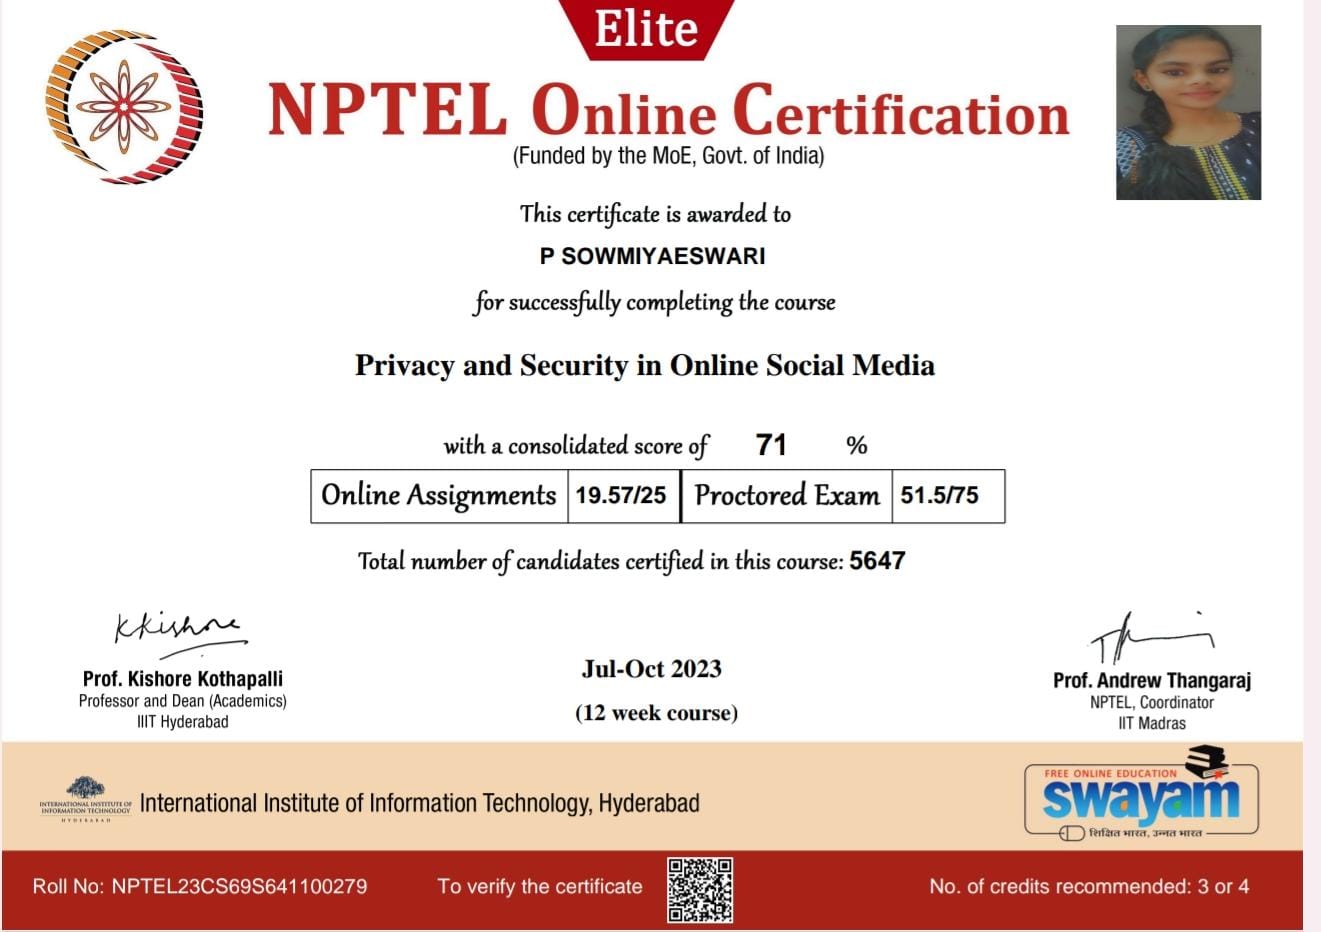 Elite
NPTEL Online Certification
(Funded by the MoE, Govt. of India)
This certificate is awarded to
P SOWMIYAESWARI
for successfully completing the course
Privacy and Security in Online Social Media
with a consolidated score of 71 %
Online Assignments 19.57/25 Proctored Exam 51.5/75
Total number of candidates certified in this course: 5647
KKishore
Prof. Kishore Kothapalli
Professor and Dean (Academics)
IIIT Hyderabad
Jul-Oct 2023
(12 week course)
Prof. Andrew Thangaraj
NPTEL, Coordinator
IIT Madras
INTERNATIONAL INSTITUTE OF
INFORMATION TECHNOLOGY
HYDERABAD
International Institute of Information Technology, Hyderabad
FREE ONLINE EDUCATION
swayam
शिक्षित भारत, उन्नत भारत
Roll No: NPTEL23CS69S641100279
To verify the certificate
No. of credits recommended: 3 or 4